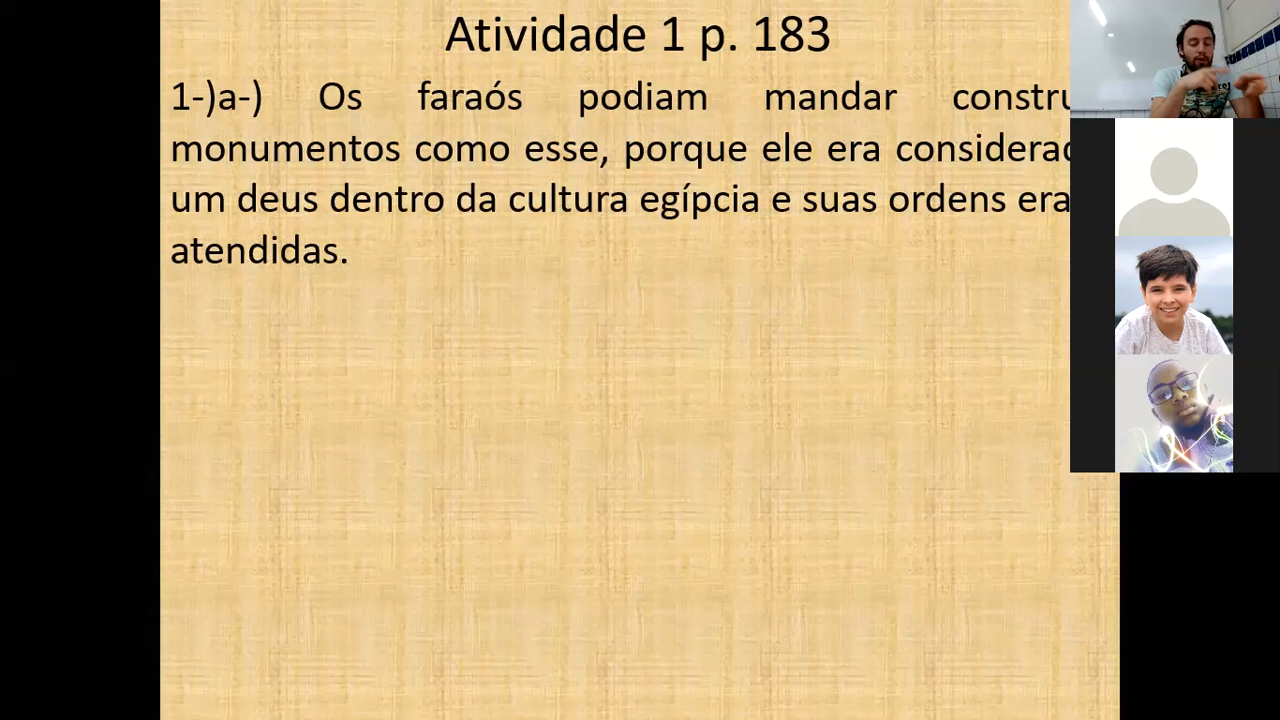 Atividade 1 p. 183
1-)a-) Os faraós podiam mandar constru
monumentos como esse, porque ele era considerad
um deus dentro da cultura egípcia e suas ordens era
atendidas.